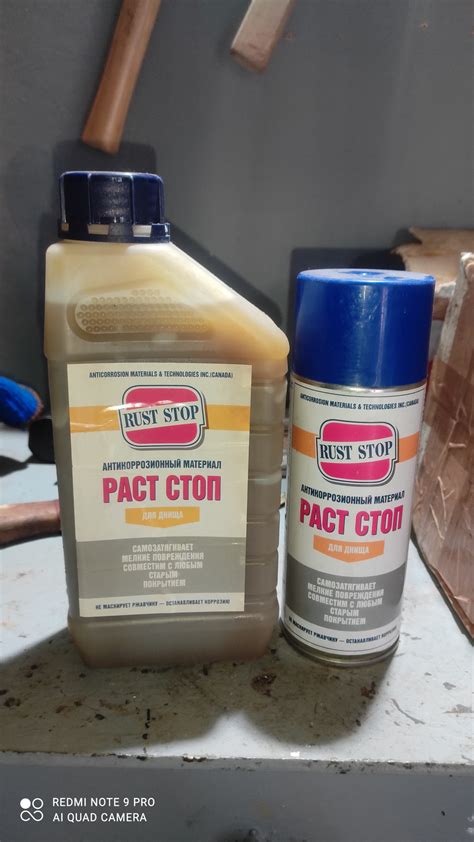 ANTICORROSION MATERIALS & TECHNOLOGIES INC.(CANADA)
RUST STOP
АНТИКОРРОЗИОННЫЙ МАТЕРИАЛ
РАСТ СТОП
ДЛЯ ДНИЩА
САМОЗАТЯГИВАЕТ
МЕЛКИЕ ПОВРЕЖДЕНИЯ
СОВМЕСТИМ С ЛЮБЫМ
СТАРЫМ
ПОКРЫТИЕМ
НЕ МАСКИРУЕТ РЖАВЧИНУ — ОСТАНАВЛИВАЕТ КОРРОЗИЮ
ANTICORROSION MATERIALS & TECHNOLOGIES INC.(CANADA)
RUST STOP
АНТИКОРРОЗИОННЫЙ МАТЕРИАЛ
РАСТ СТОП
ДЛЯ ДНИЩА
САМОЗАТЯГИВАЕТ
МЕЛКИЕ ПОВРЕЖДЕНИЯ
СОВМЕСТИМ С ЛЮБЫМ
СТАРЫМ
ПОКРЫТИЕМ
НЕ МАСКИРУЕТ РЖАВЧИНУ — ОСТАНАВЛИВАЕТ КОРРОЗИЮ
REDMI NOTE 9 PRO
AI QUAD CAMERA